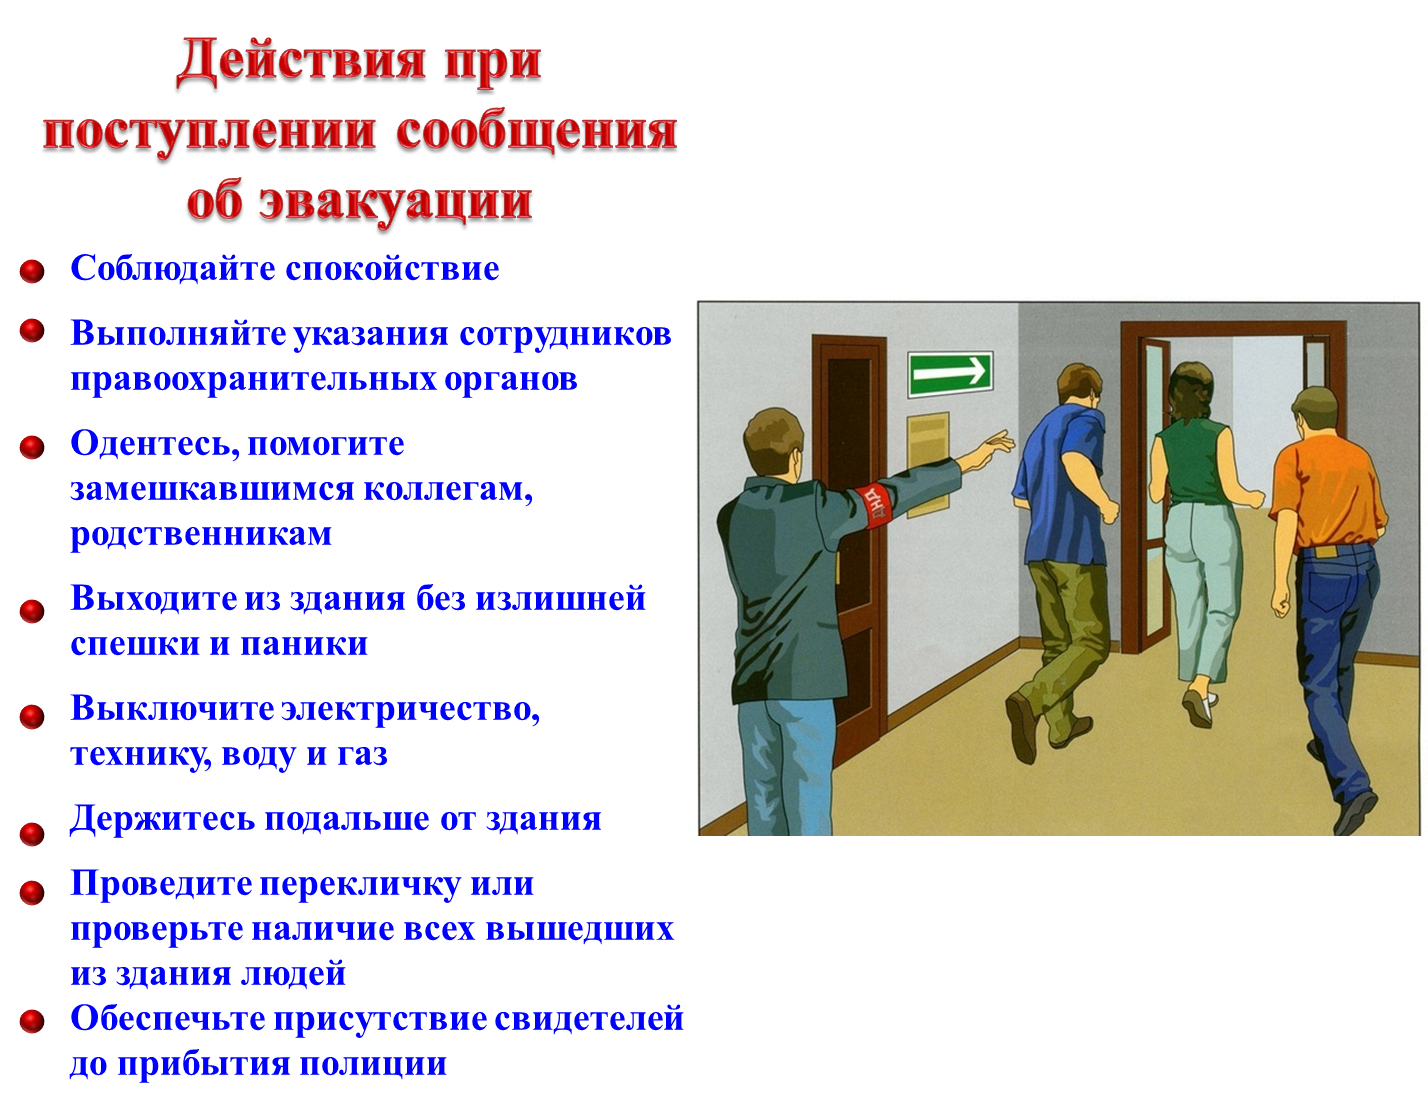 Действия при
поступлении сообщения
об эвакуации
Соблюдайте спокойствие
Выполняйте указания сотрудников
правоохранительных органов
Одентесь, помогите
замешкавшимся коллегам,
родственникам
Выходите из здания без излишней
спешки и паники
Выключите электричество,
технику, воду и газ
Держитесь подальше от здания
Проведите перекличку или
проверьте наличие всех вышедших
из здания людей
Обеспечьте присутствие свидетелей
до прибытия полиции
ДНД